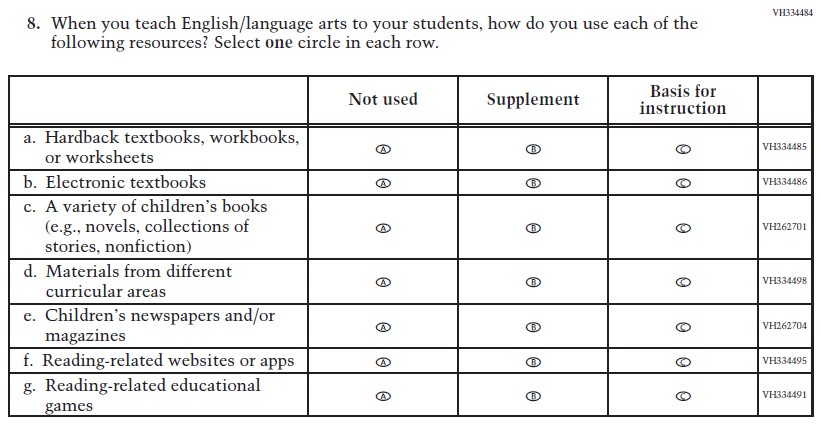 VH334484
8. When you teach English/language arts to your students, how do you use each of the
following resources? Select one circle in each row.
Not used Supplement Basis for
instruction
a. Hardback textbooks, workbooks,
or worksheets
A B C VH334485
b. Electronic textbooks A B C VH334486
c. A variety of children's books
(e.g., novels, collections of
stories, nonfiction)
A B C VH262701
d. Materials from different
curricular areas
A B C VH334498
e. Children's newspapers and/or
magazines
A B C VH262704
f. Reading-related websites or apps A B C VH334495
g. Reading-related educational
games
A B C VH334491